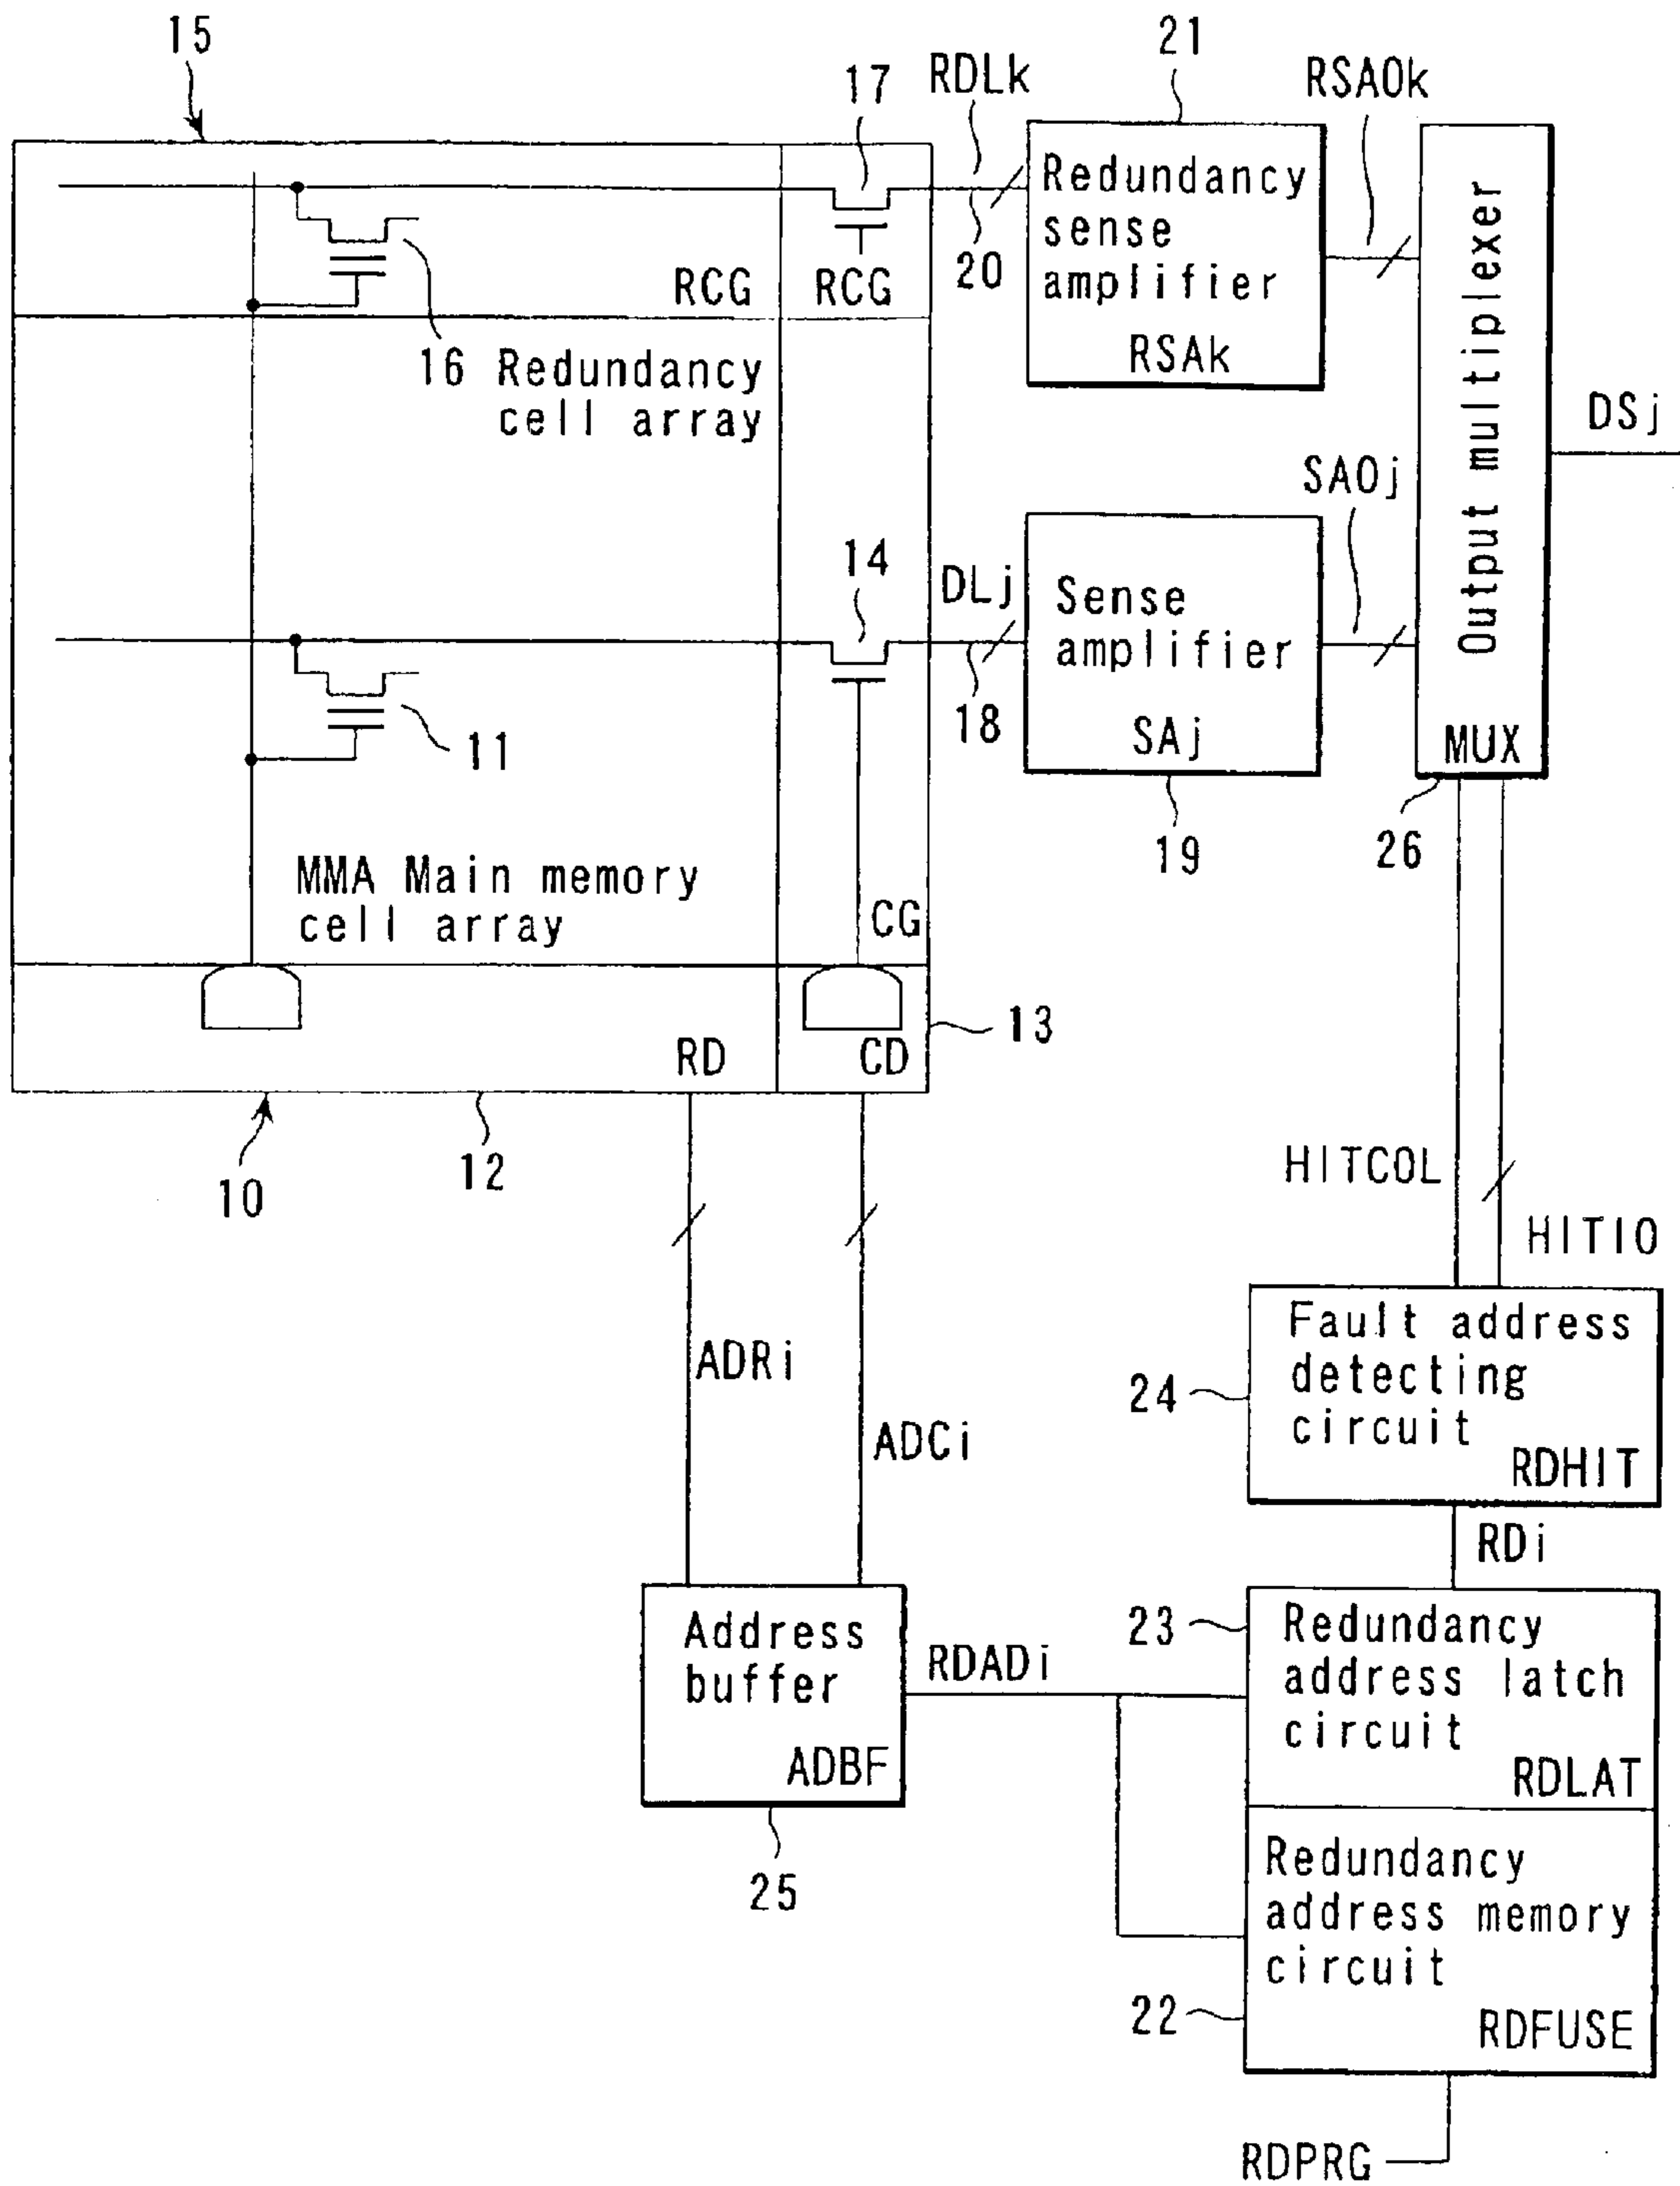 15
21
17
RDLk
RSAOk
Redundancy
sense
amplifier
RSAk
20
RCG
RCG
16 Redundancy
cell array
Output multiplexer
MUX
DSj
SAOj
14
DLj
Sense
amplifier
SAj
18
11
19
26
MMA Main memory
cell array
CG
13
RD
CD
10
12
HITCOL
HITIO
ADRi
ADCi
24
Fault address
detecting
circuit
RDHIT
RDi
Address
buffer
ADBF
25
RDADi
23
Redundancy
address latch
circuit
RDLAT
Redundancy
address memory
circuit
22
RDFUSE
RDPRG